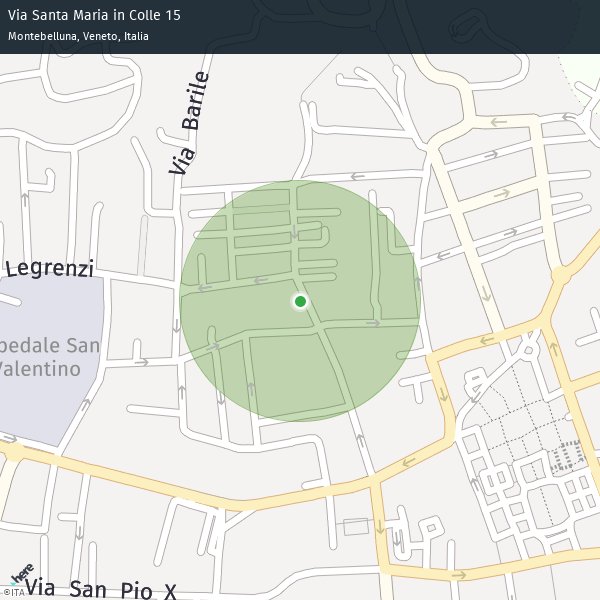 Via Santa Maria in Colle 15
Montebelluna, Veneto, Italia
Via Barile
Legrenzi
pedale San
Valentino
here
Via San Pio X
©ITA